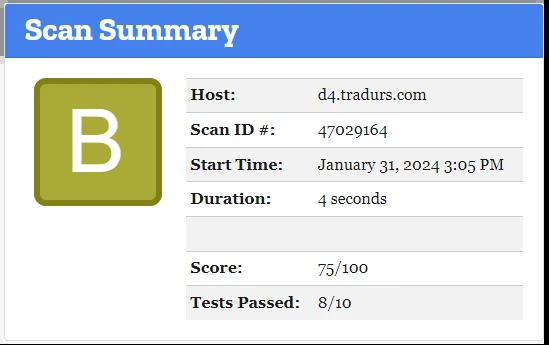 Scan Summary
B
Host: d4.tradurs.com
Scan ID #: 47029164
Start Time: January 31, 2024 3:05 PM
Duration: 4 seconds
Score: 75/100
Tests Passed: 8/10